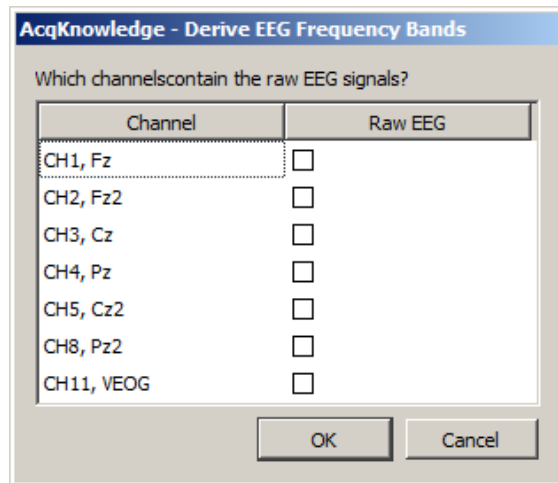 AcqKnowledge - Derive EEG Frequency Bands
Which channelscontain the raw EEG signals?
Channel Raw EEG
CH1, Fz
CH2, Fz2
CH3, Cz
CH4, Pz
CH5, Cz2
CH8, Pz2
CH11, VEOG
OK Cancel